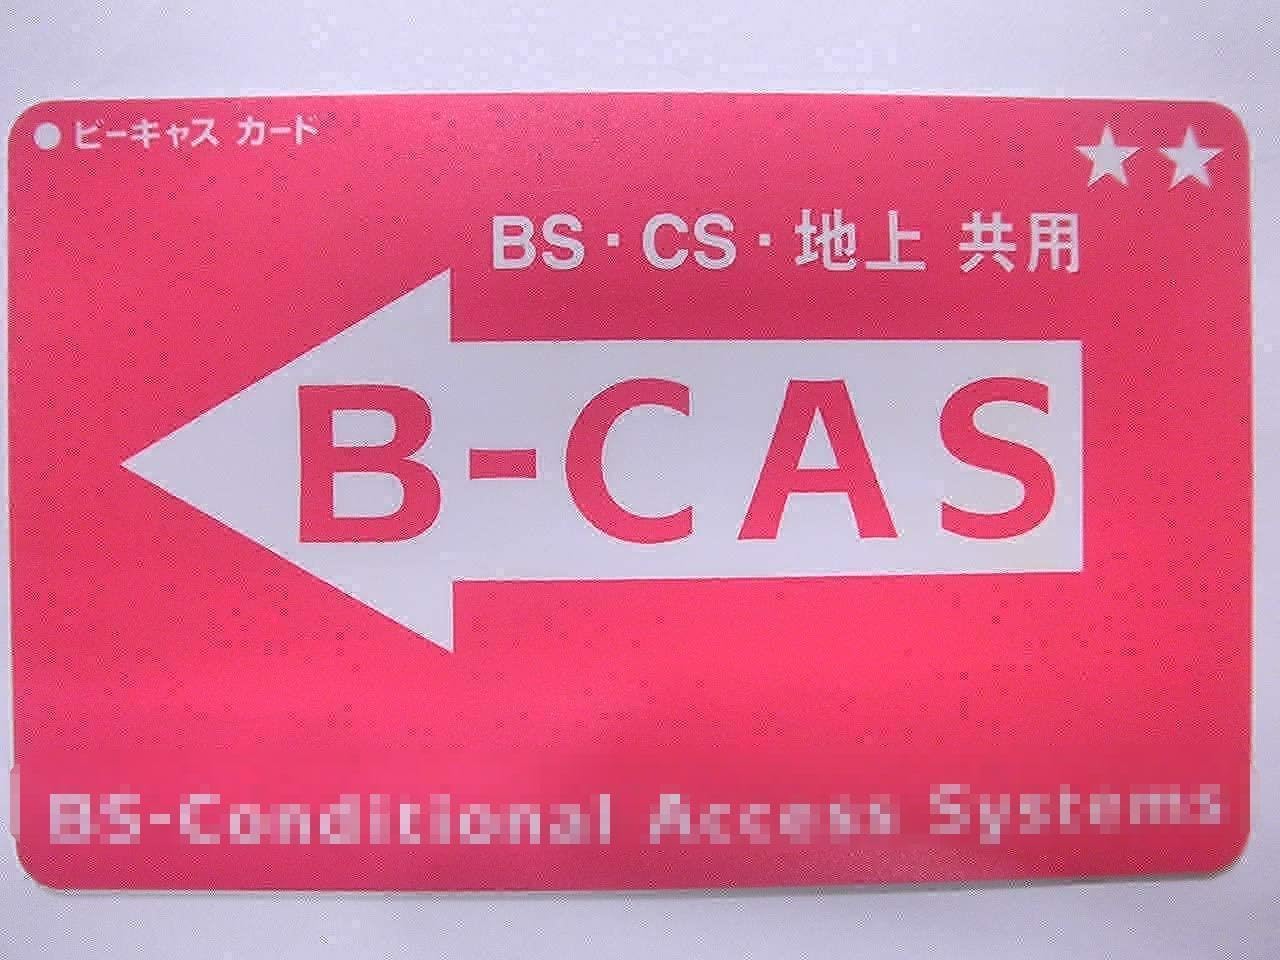 ビーキャス カード
BS・CS・地上 共用
B-CAS
BS-Conditional Access Systems